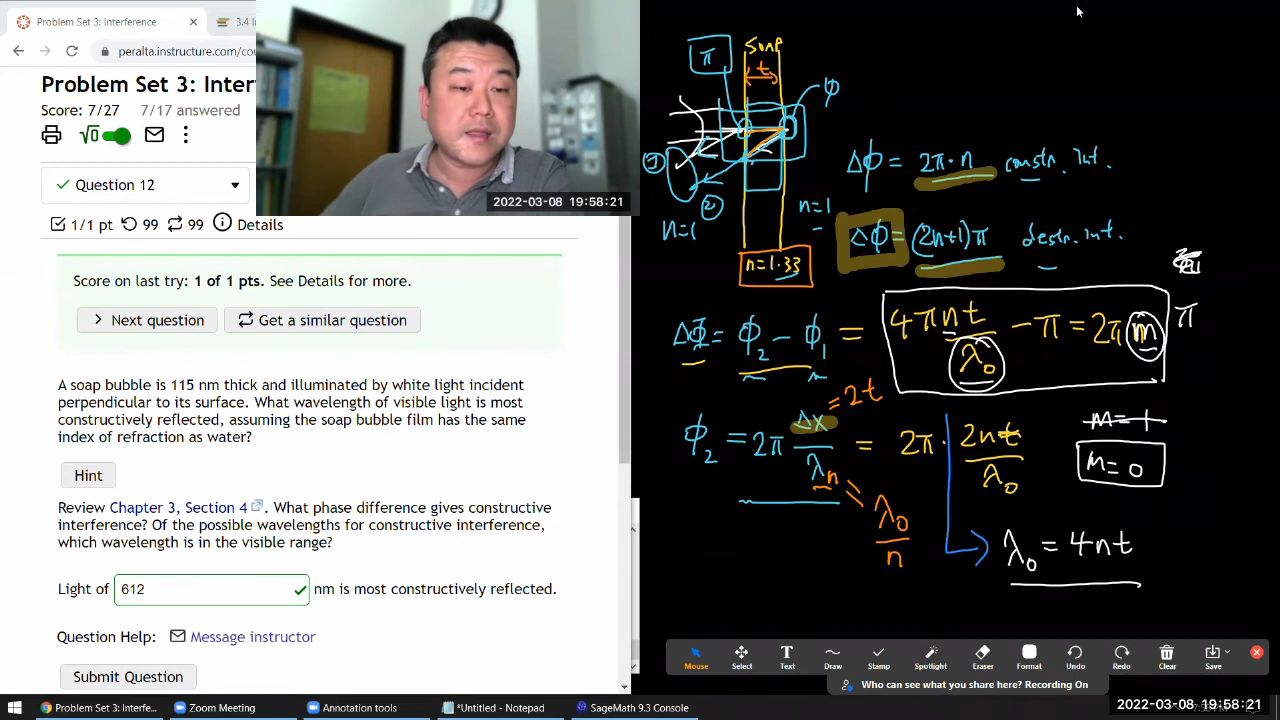 Problem Set 3: Interference
3.4 In
peralta.instructure.com/cou
Problem Set 3: Inter
Score: 7/27 7/17 answered
√0
Question 12
1/1 pt 99 99 Details
Score on last try: 1 of 1 pts. See Details for more.
Next question
Get a similar question
A soap bubble is 115 nm thick and illuminated by white light incident
perpendicular to its surface. What wavelength of visible light is most
constructively reflected, assuming the soap bubble film has the same
index of refraction as water?
Hint
Review Chapter 3, Section 4. What phase difference gives constructive
interference? Of the possible wavelengths for constructive interference,
which wavelength is in the visible range?
Light of 612 nm is most constructively reflected.
Question Help: Message instructor
Submit Question
2022-03-08 19:58:21
π
soap
t
φ
①
②
n=1
n=1
n=1.33
Δφ = 2π·n constr. int.
Δφ = (2n+1)π destr. int.
π
ΔΦ = φ₂ − φ₁ = 4πnt/λ₀ − π = 2πm
= 2t
φ₂ = 2π Δx/λn = 2π · 2nt/λ₀
λ₀/n
m = 1
m = 0
λ₀ = 4nt
Mouse Select Text Draw Stamp Spotlight Eraser Format Undo Redo Clear Save
Who can see what you share here? Recording On
Problem Set 3: Interfe...
Zoom Meeting
Annotation tools
*Untitled - Notepad
SageMath 9.3 Console
2022-03-08 19:58:21